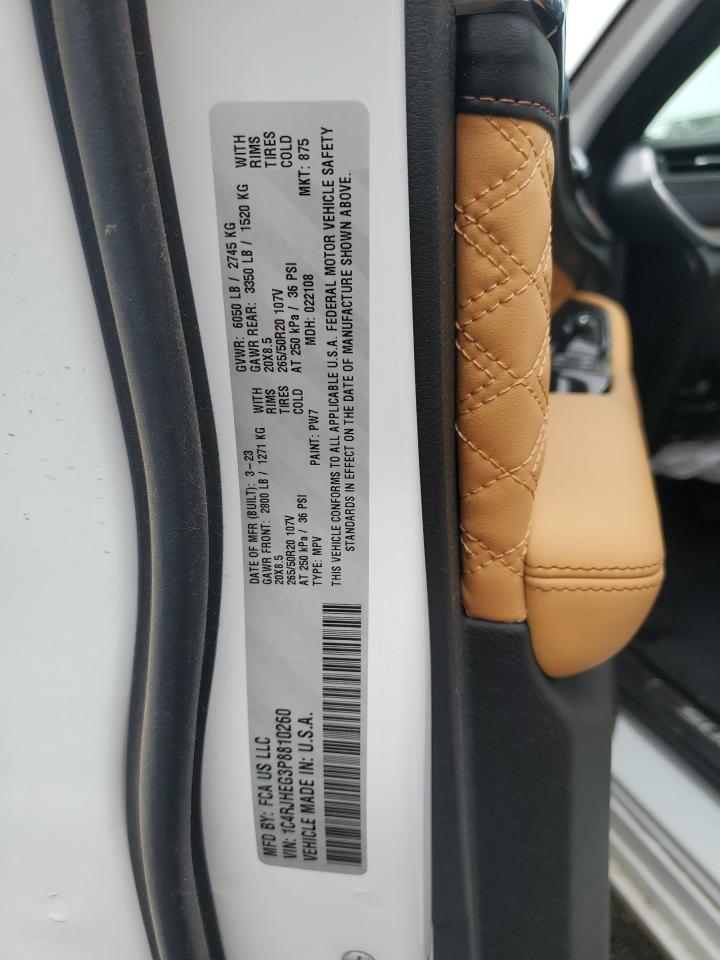 MFD BY: FCA US LLC
VIN: 1C4RJHEG3P8810260
VEHICLE MADE IN: U.S.A.
DATE OF MFR (BUILT): 3-23
GAWR FRONT: 2800 LB / 1271 KG WITH
20X8.5 RIMS
265/50R20 107V TIRES
AT 250 kPa / 36 PSI COLD
TYPE: MPV PAINT: PW7
GVWR: 6050 LB / 2745 KG
GAWR REAR: 3350 LB / 1520 KG WITH
20X8.5 RIMS
265/50R20 107V TIRES
AT 250 kPa / 36 PSI COLD
MDH: 022108 MKT: 875
THIS VEHICLE CONFORMS TO ALL APPLICABLE U.S.A. FEDERAL MOTOR VEHICLE SAFETY
STANDARDS IN EFFECT ON THE DATE OF MANUFACTURE SHOWN ABOVE.